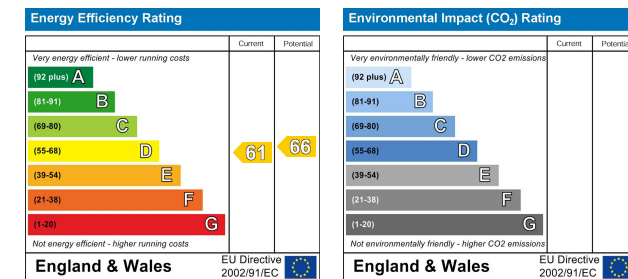 Energy Efficiency Rating
Current Potential
Very energy efficient - lower running costs
(92 plus) A
(81-91) B
(69-80) C
(55-68) D
61 66
(39-54) E
(21-38) F
(1-20) G
Not energy efficient - higher running costs
England & Wales
EU Directive
2002/91/EC
Environmental Impact (CO₂) Rating
Current Potentia
Very environmentally friendly - lower CO2 emissions
(92 plus) A
(81-91) B
(69-80) C
(55-68) D
(39-54) E
(21-38) F
(1-20) G
Not environmentally friendly - higher CO2 emissions
England & Wales
EU Directive
2002/91/EC